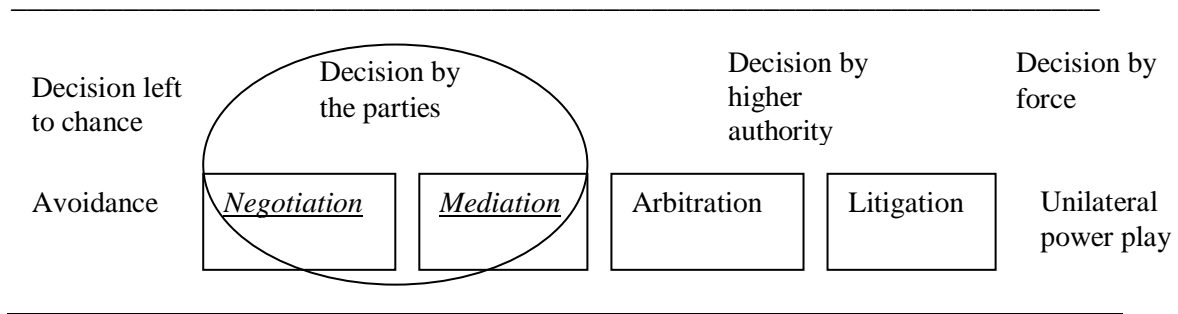 Decision left
to chance
Decision by
the parties
Decision by
higher
authority
Decision by
force
Avoidance
Negotiation
Mediation
Arbitration
Litigation
Unilateral
power play